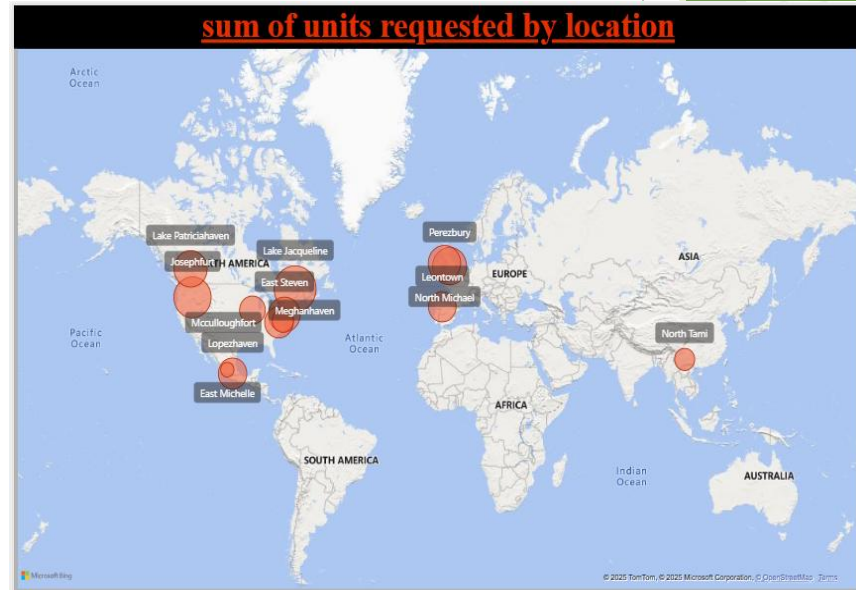 sum of units requested by location
Arctic
Ocean
Lake Patriciahaven
Perezbury
Lake Jacqueline
ASIA
Josephfurt
TH AMERICA
EUROPE
Leontown
East Steven
North Michael
Meghanhaven
Mcculloughfort
Pacific
Ocean
Atlantic
Ocean
North Tami
Lopezhaven
East Michelle
AFRICA
SOUTH AMERICA
Indian
Ocean
AUSTRALIA
Microsoft Bing
© 2025 TomTom, © 2025 Microsoft Corporation, © OpenStreetMap Terms